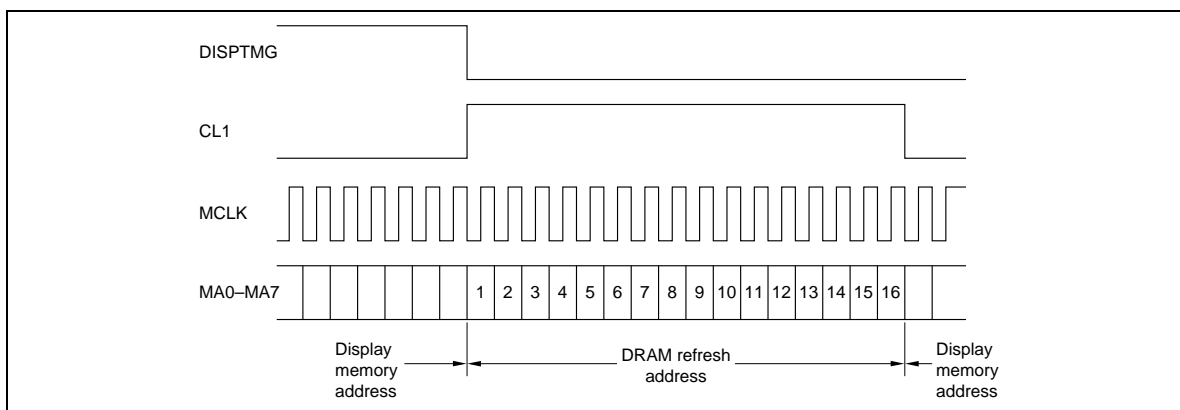 DISPTMG
CL1
MCLK
MA0–MA7
1 2 3 4 5 6 7 8 9 10 11 12 13 14 15 16
Display
memory
address
DRAM refresh
address
Display
memory
address